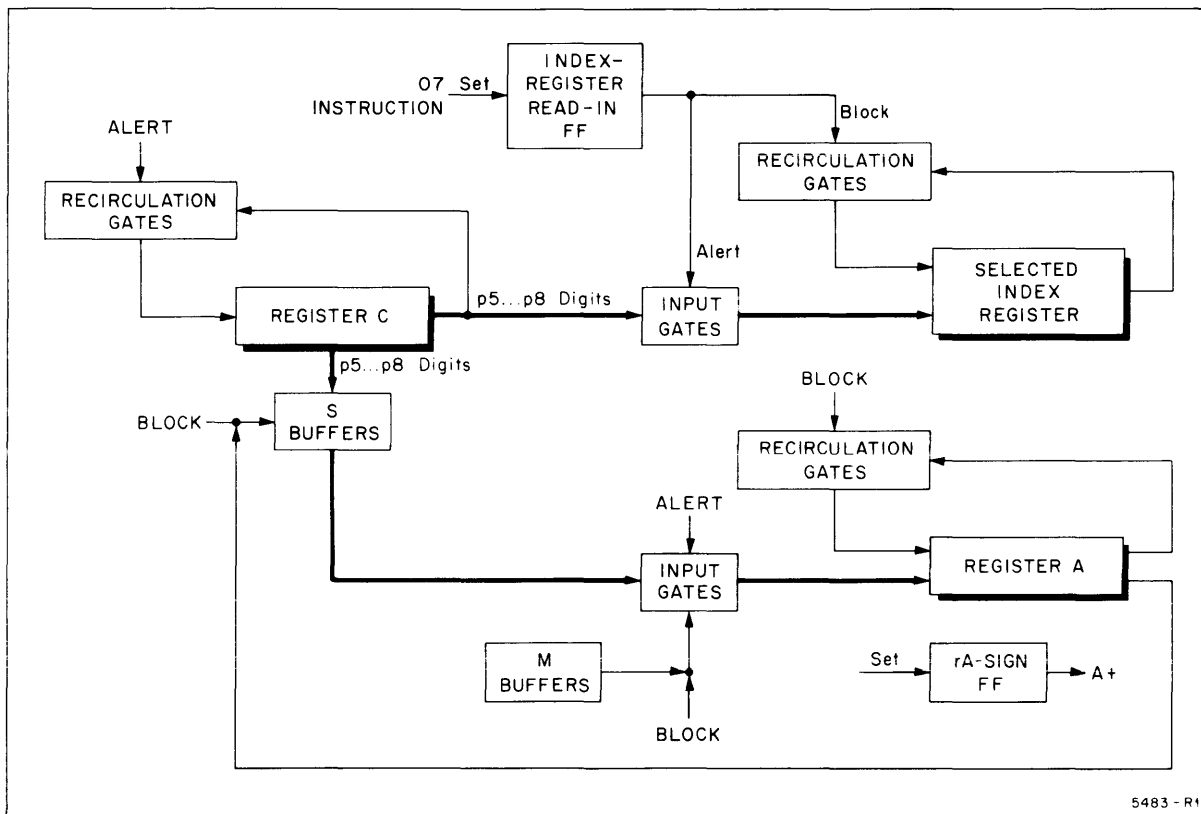 INDEX-
REGISTER
READ-IN
FF
07
INSTRUCTION
Set
Block
ALERT
RECIRCULATION
GATES
RECIRCULATION
GATES
Alert
p5...p8 Digits
REGISTER C
INPUT
GATES
SELECTED
INDEX
REGISTER
p5...p8 Digits
BLOCK
S
BUFFERS
BLOCK
RECIRCULATION
GATES
ALERT
INPUT
GATES
REGISTER A
M
BUFFERS
BLOCK
Set
rA-SIGN
FF
A+
5483-R1